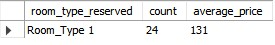 room_type_reserved count average_price
Room_Type 1 24 131